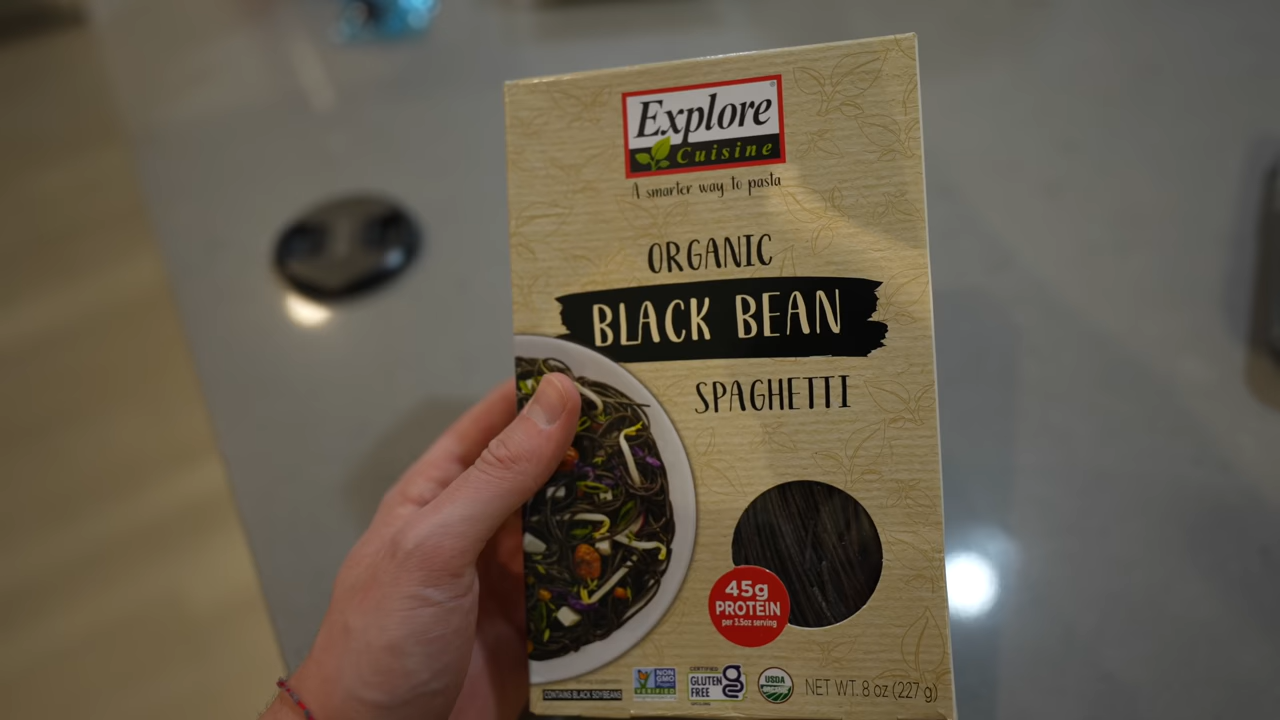 Explore
Cuisine
A smarter way to pasta
ORGANIC
BLACK BEAN
SPAGHETTI
45g
PROTEIN
per 3.5oz serving
CONTAINS BLACK SOYBEANS
NON
GMO
VERIFIED
CERTIFIED
GLUTEN
FREE
USDA
ORGANIC
NET WT. 8 oz (227 g)